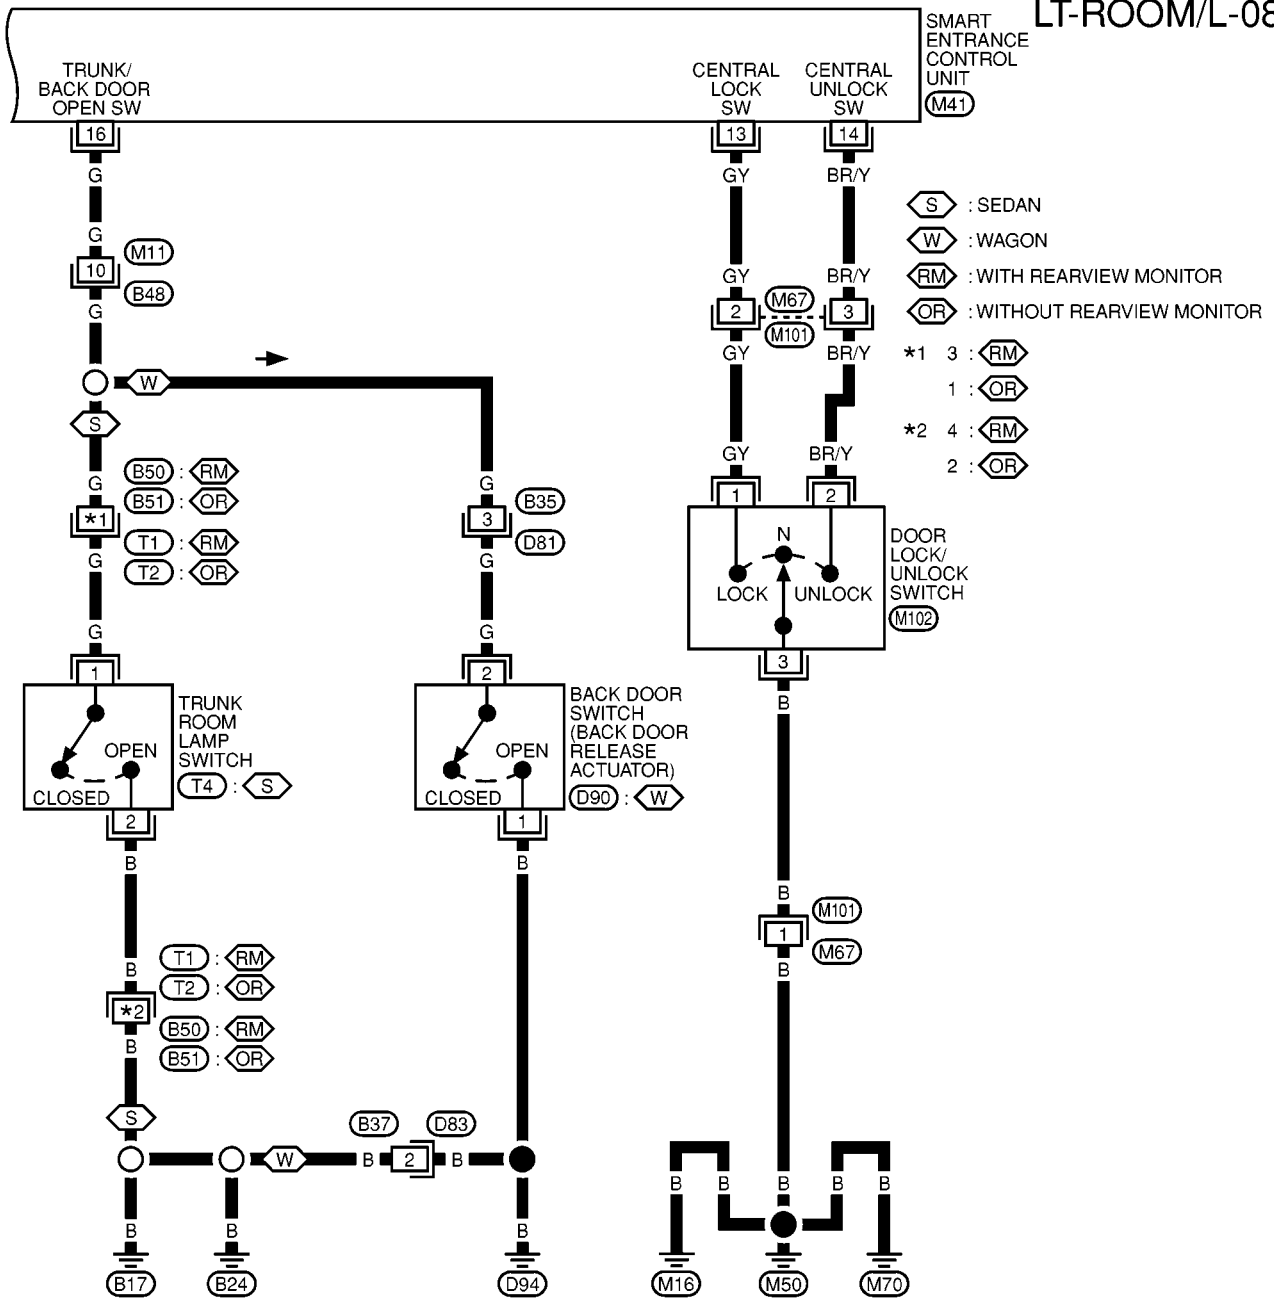 LT-ROOM/L-08
SMART
ENTRANCE
CONTROL
UNIT
M41
TRUNK/
BACK DOOR
OPEN SW
CENTRAL
LOCK
SW
CENTRAL
UNLOCK
SW
16
13
14
G
GY
BR/Y
S : SEDAN
W : WAGON
RM : WITH REARVIEW MONITOR
OR : WITHOUT REARVIEW MONITOR
*1 3 : RM
1 : OR
*2 4 : RM
2 : OR
G
M11
10
B48
G
GY
BR/Y
2
M67
M101
3
GY
BR/Y
W
S
G
B50 : RM
B51 : OR
*1
T1 : RM
T2 : OR
G
G
G
B35
3
D81
G
G
GY
BR/Y
1
2
N
LOCK
UNLOCK
DOOR
LOCK/
UNLOCK
SWITCH
M102
3
B
1
OPEN
CLOSED
TRUNK
ROOM
LAMP
SWITCH
T4 : S
2
B
2
OPEN
CLOSED
BACK DOOR
SWITCH
(BACK DOOR
RELEASE
ACTUATOR)
D90 : W
1
B
B
M101
1
M67
B
B
T1 : RM
T2 : OR
*2
B50 : RM
B51 : OR
B
S
W
B37
D83
B
2
B
B
B
B
B
B
B
B
B
B17
B24
D94
M16
M50
M70